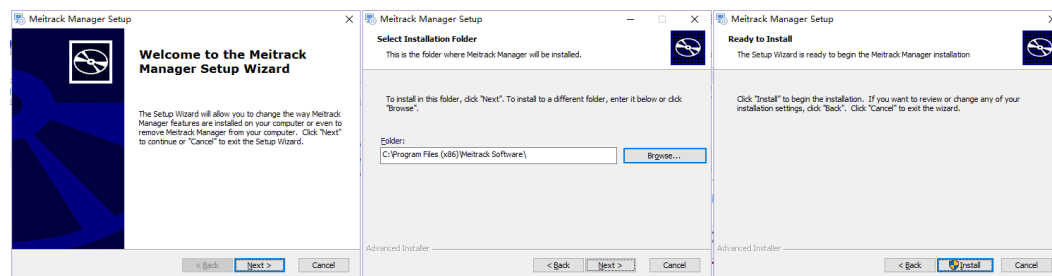 Meitrack Manager Setup
Welcome to the Meitrack
Manager Setup Wizard
The Setup Wizard will allow you to change the way Meitrack
Manager features are installed on your computer or even to
remove Meitrack Manager from your computer. Click "Next"
to continue or "Cancel" to exit the Setup Wizard.
< Back
Next >
Cancel
Meitrack Manager Setup
Select Installation Folder
This is the folder where Meitrack Manager will be installed.
To install in this folder, click "Next". To install to a different folder, enter it below or click
"Browse".
Folder:
C:\Program Files (x86)\Meitrack Software\
Browse...
Advanced Installer
< Back
Next >
Cancel
Meitrack Manager Setup
Ready to Install
The Setup Wizard is ready to begin the Meitrack Manager installation
Click "Install" to begin the installation. If you want to review or change any of your
installation settings, click "Back". Click "Cancel" to exit the wizard.
Advanced Installer
< Back
Install
Cancel